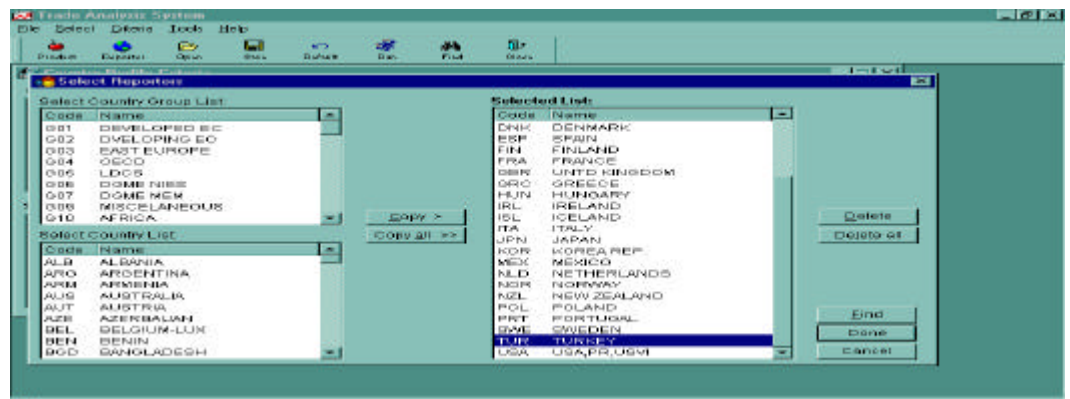 Trade Analysis System
File Select Criteria Tools Help
Product Reporter Open Save Default Run Find Close
Select Reporters
Select Country Group List:
Code Name
G01 DEVELOPED EC
G02 DVELOPING EC
G03 EAST EUROPE
G04 OECD
G05 LDCS
G06 DOME NIES
G07 DOME MEM
G08 MISCELANEOUS
G10 AFRICA
Select Country List:
Code Name
ALB ALBANIA
ARG ARGENTINA
ARM ARMENIA
AUS AUSTRALIA
AUT AUSTRIA
AZE AZERBAIJAN
BEL BELGIUM-LUX
BEN BENIN
BGD BANGLADESH
Copy >
Copy all >>
Selected List:
Code Name
DNK DENMARK
ESP SPAIN
FIN FINLAND
FRA FRANCE
GBR UNTD KINGDOM
GRC GREECE
HUN HUNGARY
IRL IRELAND
ISL ICELAND
ITA ITALY
JPN JAPAN
KOR KOREA REP.
MEX MEXICO
NLD NETHERLANDS
NOR NORWAY
NZL NEW ZEALAND
POL POLAND
PRT PORTUGAL
SWE SWEDEN
TUR TURKEY
USA USA,PR,USVI
Delete
Delete all
Find
Done
Cancel